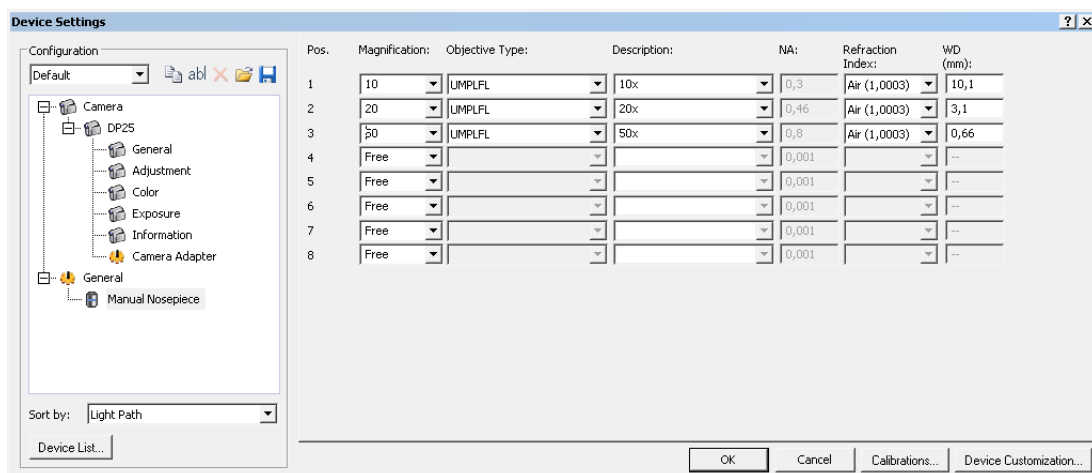 Device Settings
Configuration
Default
abl
Camera
DP25
General
Adjustment
Color
Exposure
Information
Camera Adapter
General
Manual Nosepiece
Sort by: Light Path
Device List...
Pos. Magnification: Objective Type: Description: NA: Refraction Index: WD (mm):
1 10 UMPLFL 10x 0,3 Air (1,0003) 10,1
2 20 UMPLFL 20x 0,46 Air (1,0003) 3,1
3 50 UMPLFL 50x 0,8 Air (1,0003) 0,66
4 Free 0,001 --
5 Free 0,001 --
6 Free 0,001 --
7 Free 0,001 --
8 Free 0,001 --
OK Cancel Calibrations... Device Customization...